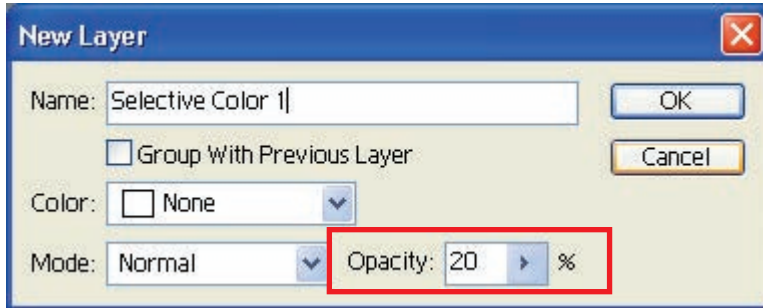 New Layer
Name: Selective Color 1 OK
Group With Previous Layer Cancel
Color: None
Mode: Normal Opacity: 20 %